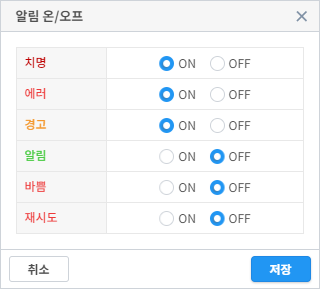 알림 온/오프
치명 ON OFF
에러 ON OFF
경고 ON OFF
알림 ON OFF
바쁨 ON OFF
재시도 ON OFF
취소 저장